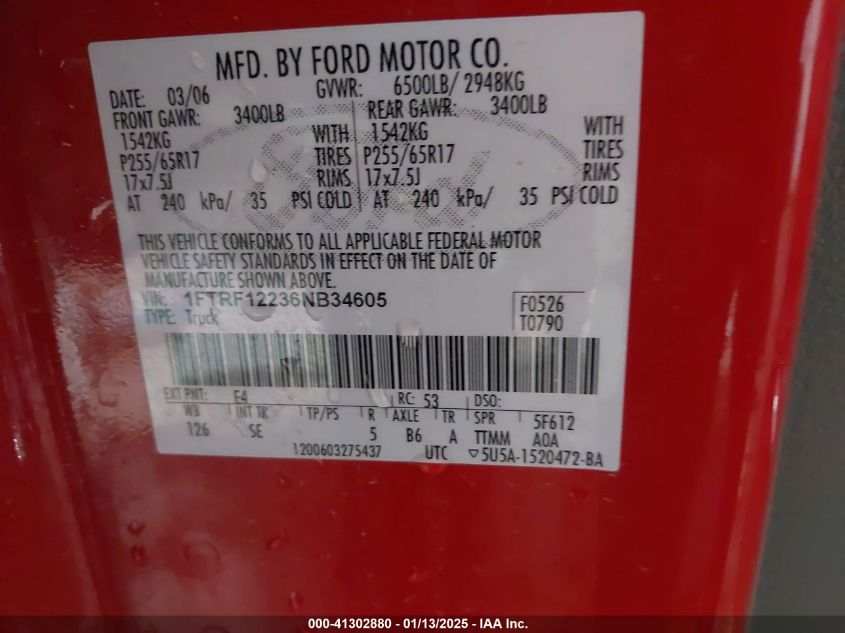 MFD. BY FORD MOTOR CO.
DATE: 03/06 GVWR: 6500LB/ 2948KG
FRONT GAWR: 3400LB REAR GAWR: 3400LB
1542KG WITH 1542KG WITH
P255/65R17 TIRES P255/65R17 TIRES
17x7.5J RIMS 17x7.5J RIMS
AT 240 kPa/ 35 PSI COLD AT 240 kPa/ 35 PSI COLD
THIS VEHICLE CONFORMS TO ALL APPLICABLE FEDERAL MOTOR
VEHICLE SAFETY STANDARDS IN EFFECT ON THE DATE OF
MANUFACTURE SHOWN ABOVE.
VIN: 1FTRF12236NB34605 F0526
TYPE: Truck T0790
EXT PNT: E4 RC: 53 DSO:
WB INT TR TP/PS R AXLE TR SPR 5F612
126 SE 5 B6 A TTMM AOA
1200603275437 UTC ▽5U5A-1520472-BA
000-41302880 - 01/13/2025 - IAA Inc.